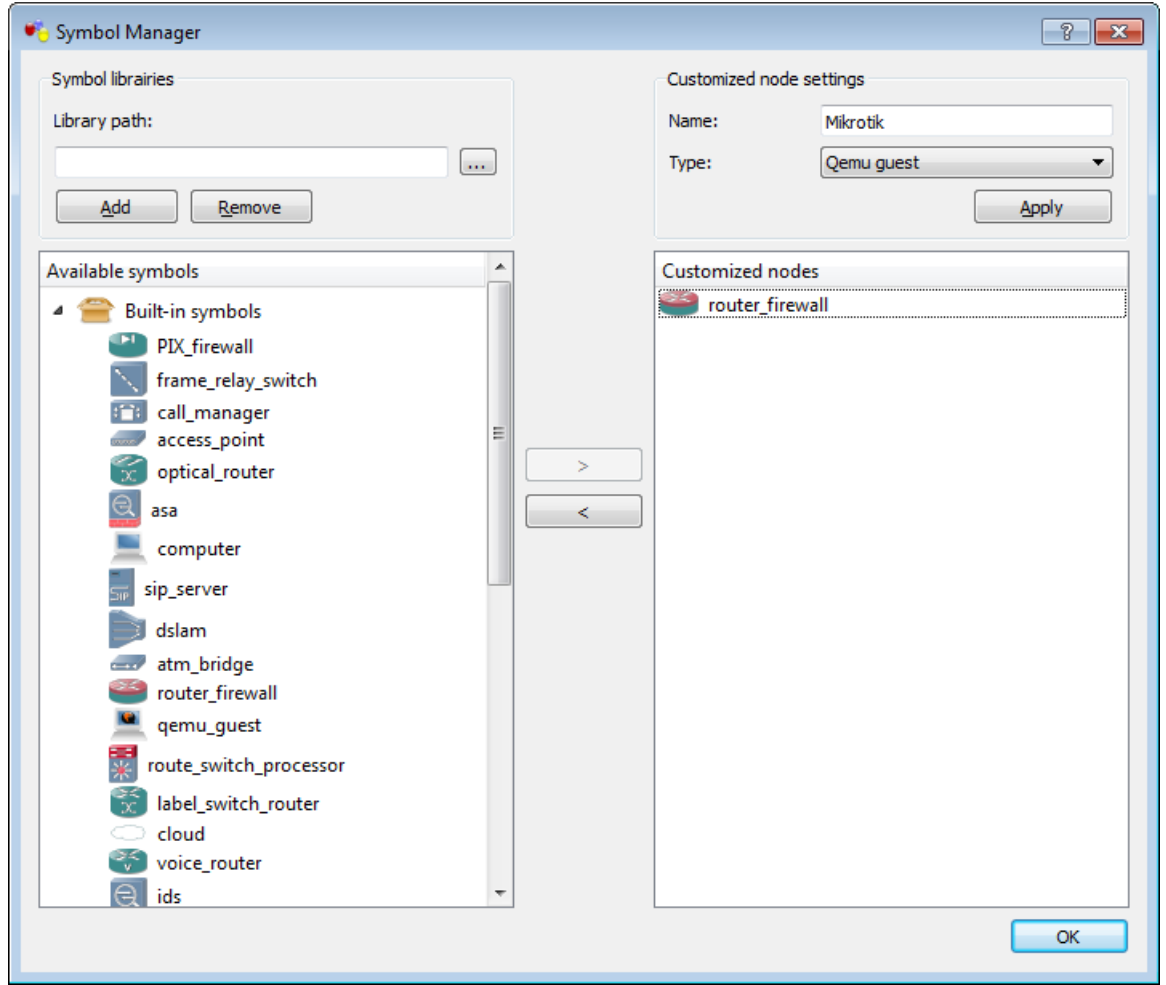 Symbol Manager
Symbol librairies
Library path:
...
Add
Remove
Customized node settings
Name:
Mikrotik
Type:
Qemu guest
Apply
Available symbols
Built-in symbols
PIX_firewall
frame_relay_switch
call_manager
access_point
optical_router
asa
computer
SIP
sip_server
dslam
atm_bridge
router_firewall
qemu_guest
route_switch_processor
label_switch_router
cloud
V
voice_router
ids
>
<
Customized nodes
router_firewall
OK